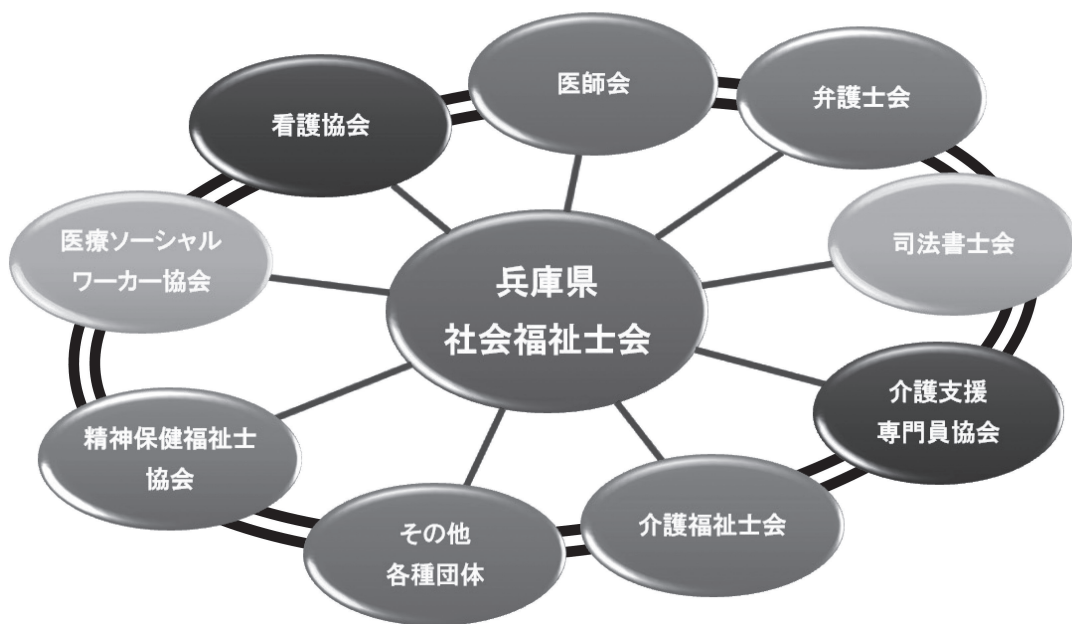 医師会
弁護士会
看護協会
司法書士会
医療ソーシャル
ワーカー協会
兵庫県
社会福祉士会
介護支援
専門員協会
精神保健福祉士
協会
介護福祉士会
その他
各種団体